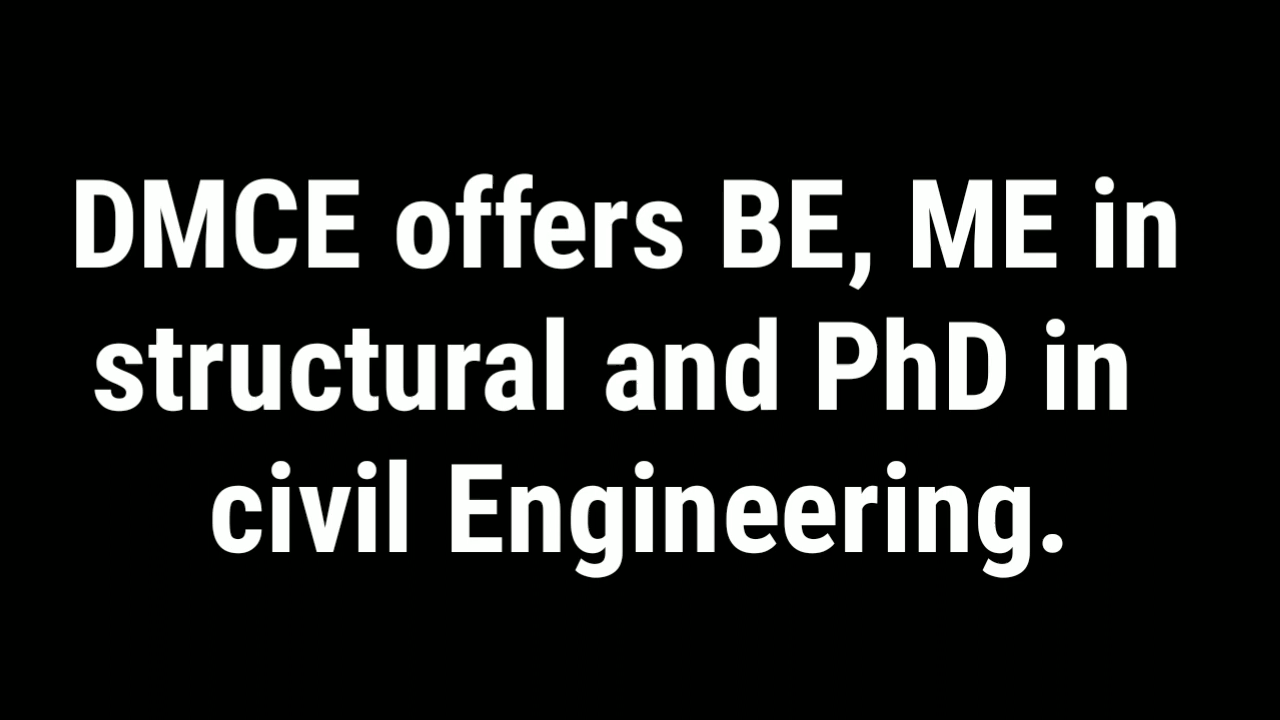 DMCE offers BE, ME in
structural and PhD in
civil Engineering.